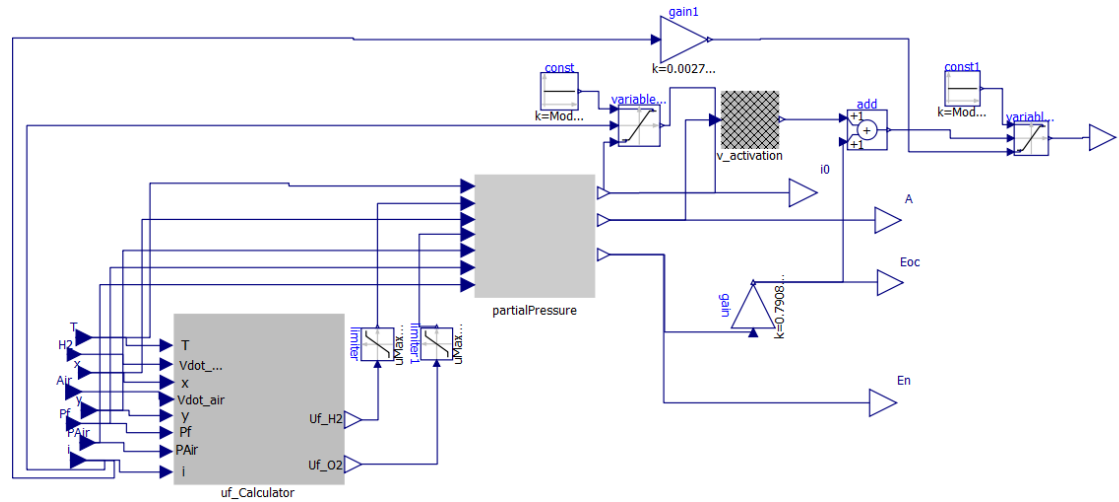 gain1
k=0.0027...
const
k=Mod...
variable...
v_activation
+1
+1
+
add
const1
k=Mod...
variabl...
i0
A
Eoc
En
gain
k=0.7908...
partialPressure
limiter
uMax...
limiter1
uMax...
T
H2
x
Air
y
Pf
PAir
i
T
Vdot_...
x
Vdot_air
y
Pf
PAir
i
Uf_H2
Uf_O2
uf_Calculator